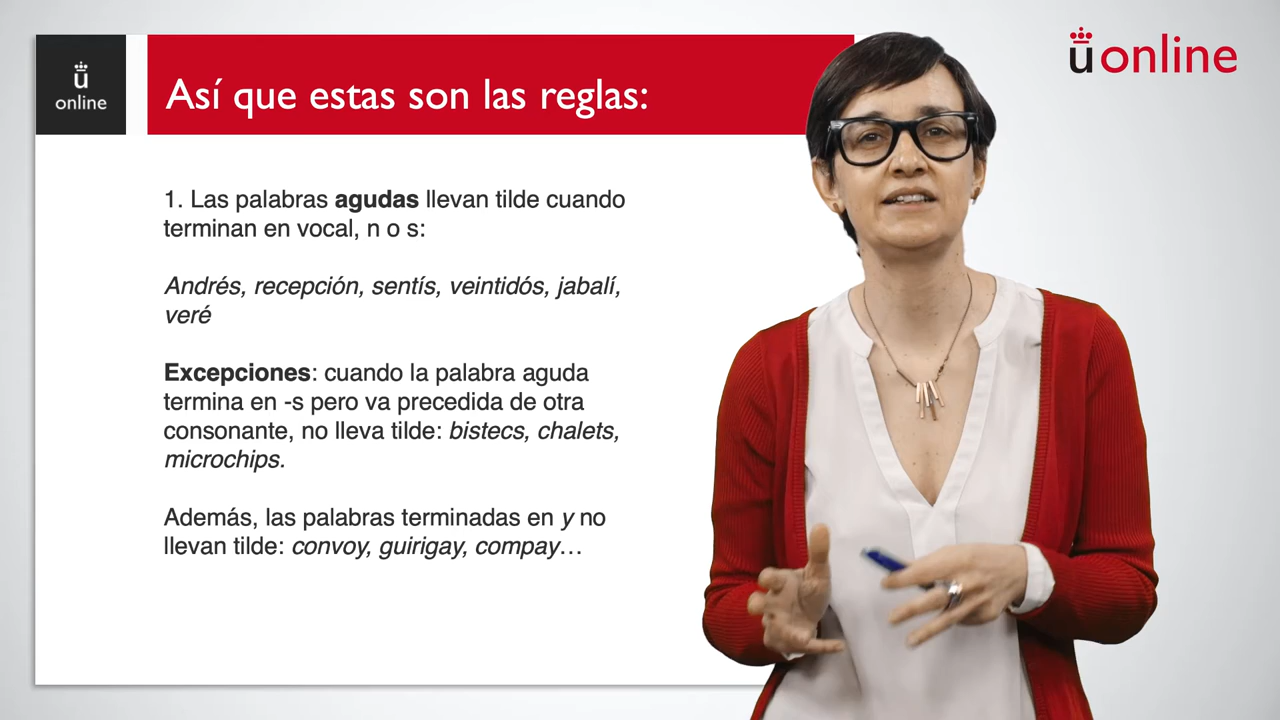 ü
online
Así que estas son las reglas:
üonline
1. Las palabras agudas llevan tilde cuando
terminan en vocal, n o s:
Andrés, recepción, sentís, veintidós, jabalí,
veré
Excepciones: cuando la palabra aguda
termina en -s pero va precedida de otra
consonante, no lleva tilde: bistecs, chalets,
microchips.
Además, las palabras terminadas en y no
llevan tilde: convoy, guirigay, compay…